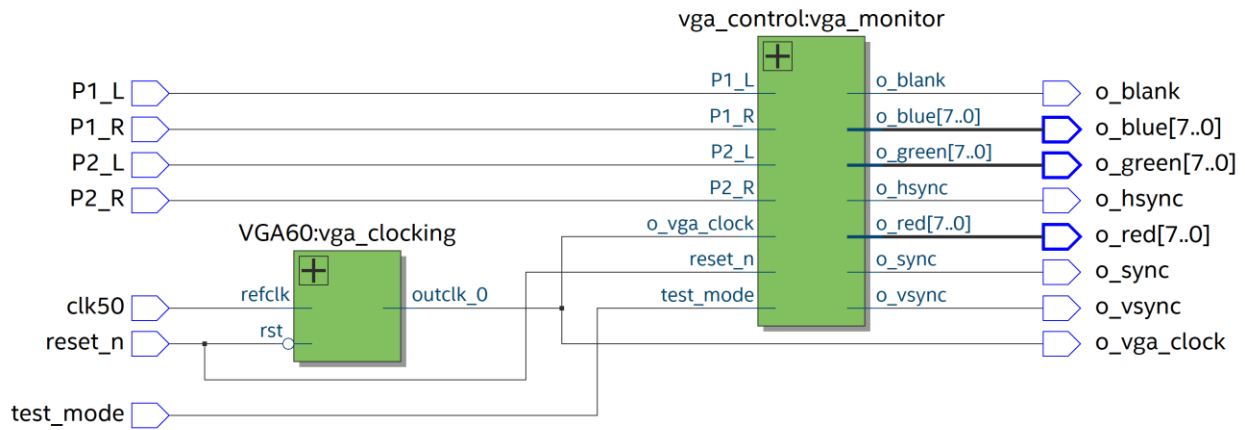 vga_control:vga_monitor
P1_L P1_L o_blank o_blank
P1_R P1_R o_blue[7..0] o_blue[7..0]
P2_L P2_L o_green[7..0] o_green[7..0]
P2_R P2_R o_hsync o_hsync
VGA60:vga_clocking o_vga_clock o_red[7..0] o_red[7..0]
reset_n o_sync o_sync
clk50 refclk outclk_0 test_mode o_vsync o_vsync
reset_n rst o_vga_clock
test_mode